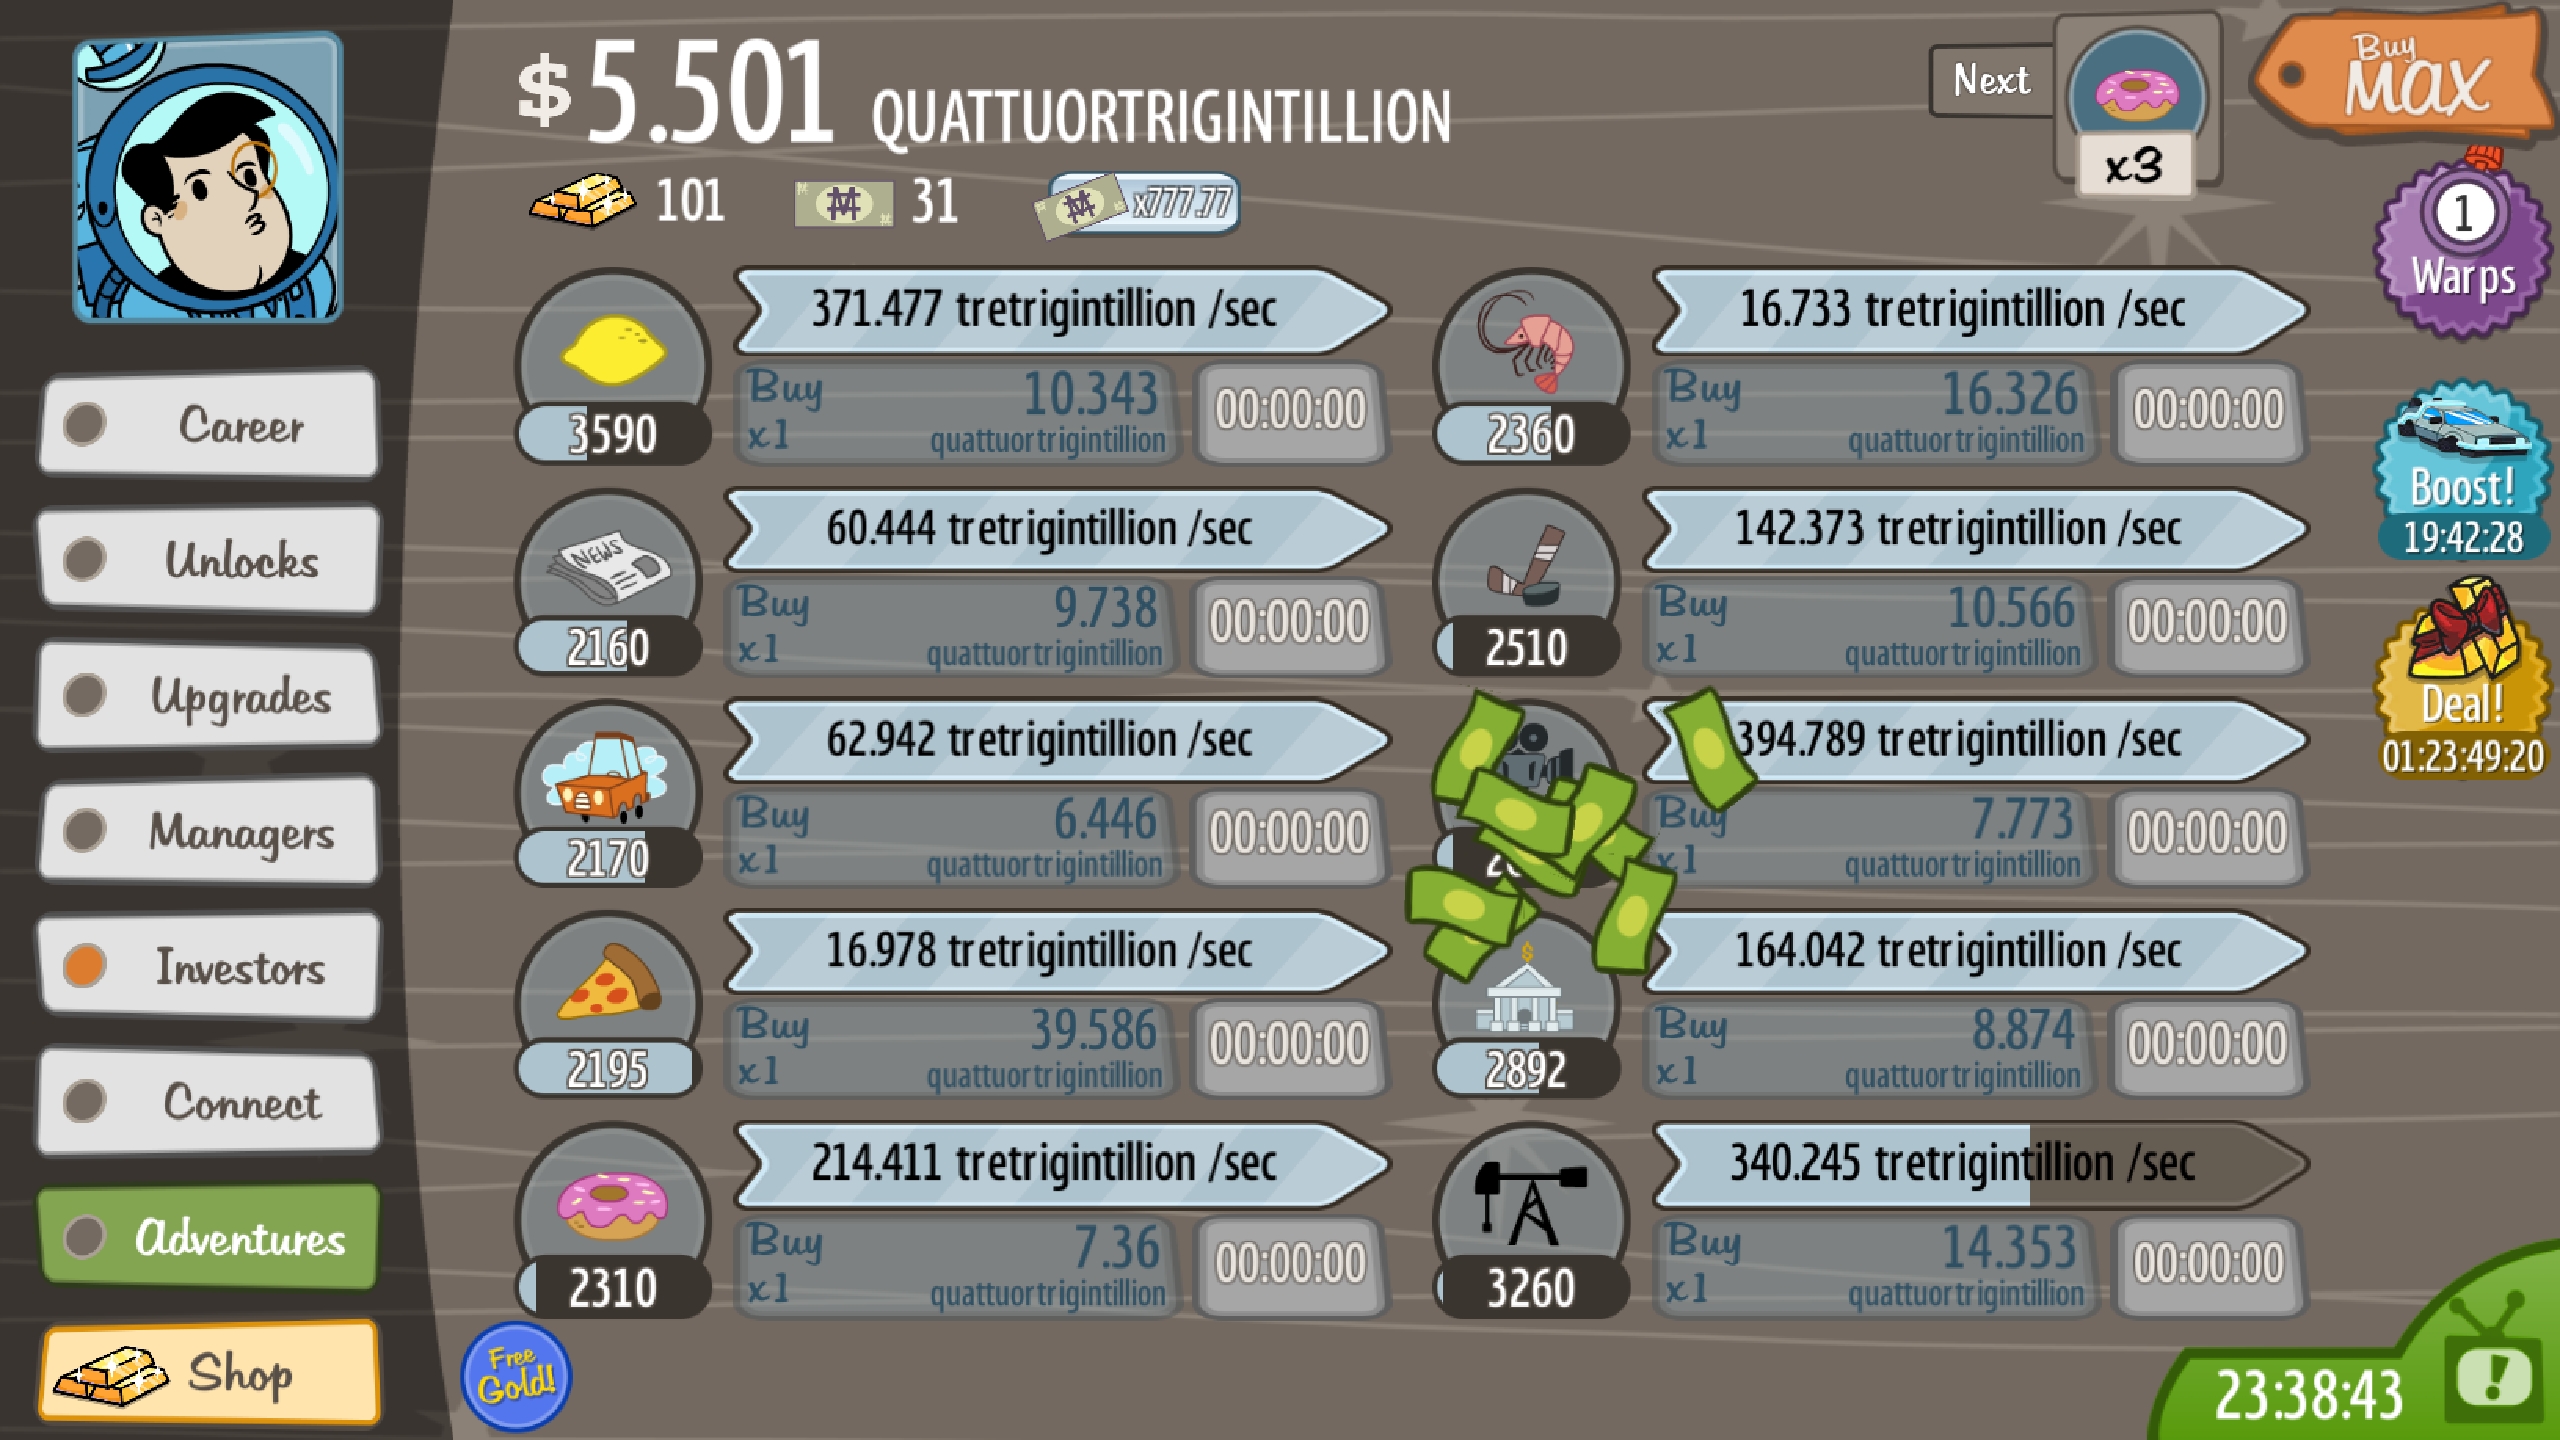 $5.501 QUATTUORTRIGINTILLION
Next
x3
Buy
MAX
101
31
x777.77
1
Warps
371.477 tretrigintillion /sec
Buy
x1
10.343
quattuortrigintillion
00:00:00
3590
16.733 tretrigintillion /sec
Buy
x1
16.326
quattuortrigintillion
00:00:00
2360
Career
Boost!
19:42:28
NEWS
60.444 tretrigintillion /sec
Buy
x1
9.738
quattuortrigintillion
00:00:00
2160
142.373 tretrigintillion /sec
Buy
x1
10.566
quattuortrigintillion
00:00:00
2510
Unlocks
Deal!
01:23:49:20
Upgrades
62.942 tretrigintillion /sec
Buy
x1
6.446
quattuortrigintillion
00:00:00
2170
394.789 tretrigintillion /sec
Buy
x1
7.773
quattuortrigintillion
00:00:00
Managers
Investors
16.978 tretrigintillion /sec
Buy
x1
39.586
quattuortrigintillion
00:00:00
2195
164.042 tretrigintillion /sec
Buy
x1
8.874
quattuortrigintillion
00:00:00
2892
Connect
Adventures
214.411 tretrigintillion /sec
Buy
x1
7.36
quattuortrigintillion
00:00:00
2310
340.245 tretrigintillion /sec
Buy
x1
14.353
quattuortrigintillion
00:00:00
3260
Shop
Free
Gold!
23:38:43
!